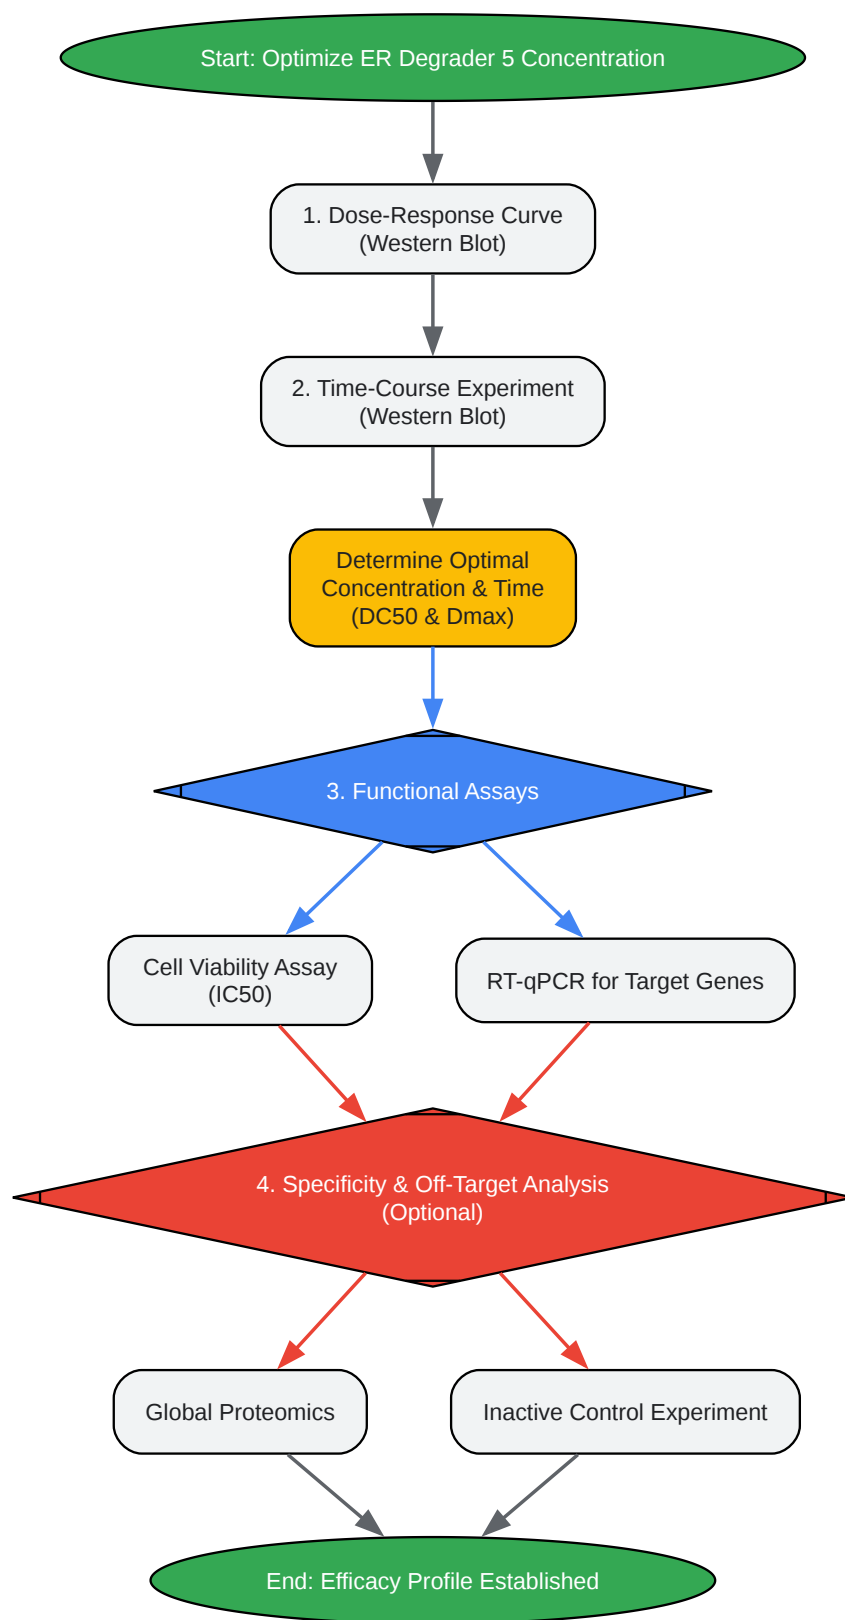 Start: Optimize ER Degrader 5 Concentration
1. Dose-Response Curve
(Western Blot)
2. Time-Course Experiment
(Western Blot)
Determine Optimal
Concentration & Time
(DC50 & Dmax)
3. Functional Assays
Cell Viability Assay
(IC50)
RT-qPCR for Target Genes
4. Specificity & Off-Target Analysis
(Optional)
Global Proteomics
Inactive Control Experiment
End: Efficacy Profile Established